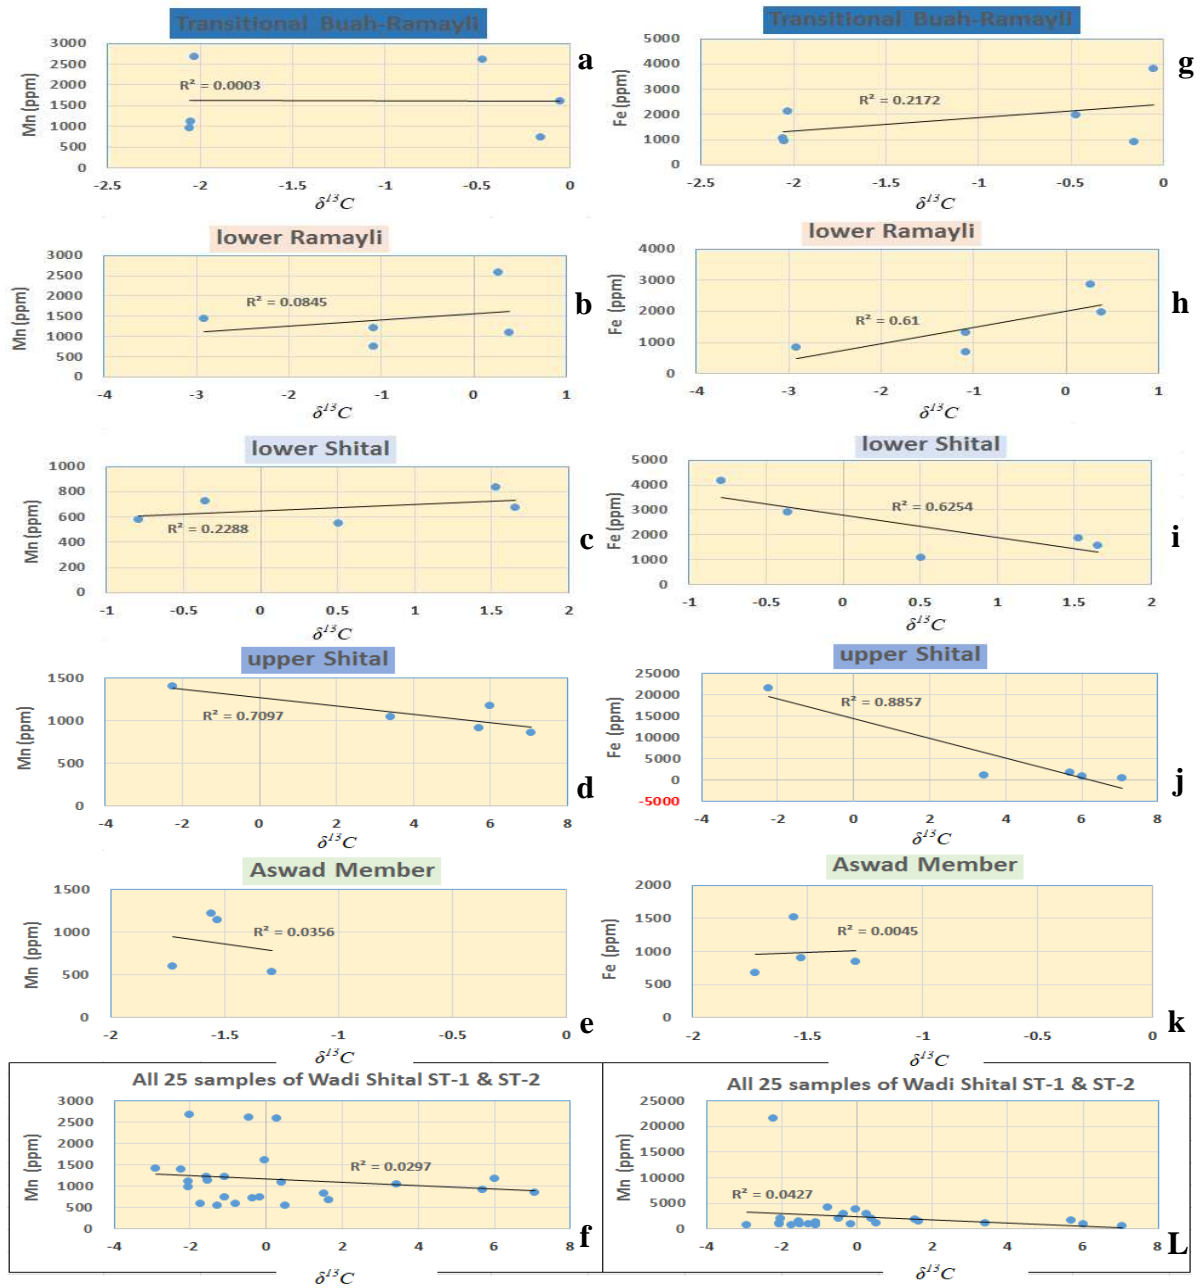 Transitional Buah-Ramayli
3000
2500
2000
1500
1000
500
0
Mn (ppm)
R² = 0.0003
-2.5 -2 -1.5 -1 -0.5 0
δ¹³C
a
lower Ramayli
3000
2500
2000
1500
1000
500
0
Mn (ppm)
R² = 0.0845
-4 -3 -2 -1 0 1
δ¹³C
b
lower Shital
1000
800
600
400
200
0
Mn (ppm)
R² = 0.2288
-1 -0.5 0 0.5 1 1.5 2
δ¹³C
c
upper Shital
1500
1000
500
0
Mn (ppm)
R² = 0.7097
-4 -2 0 2 4 6 8
δ¹³C
d
Aswad Member
1500
1000
500
0
Mn (ppm)
R² = 0.0356
-2 -1.5 -1 -0.5 0
δ¹³C
e
All 25 samples of Wadi Shital ST-1 & ST-2
3000
2500
2000
1500
1000
500
0
Mn (ppm)
R² = 0.0297
-4 -2 0 2 4 6 8
δ¹³C
f
Transitional Buah-Ramayli
5000
4000
3000
2000
1000
0
Fe (ppm)
R² = 0.2172
-2.5 -2 -1.5 -1 -0.5 0
δ¹³C
g
lower Ramayli
4000
3000
2000
1000
0
Fe (ppm)
R² = 0.61
-4 -3 -2 -1 0 1
δ¹³C
h
lower Shital
5000
4000
3000
2000
1000
0
Fe (ppm)
R² = 0.6254
-1 -0.5 0 0.5 1 1.5 2
δ¹³C
i
upper Shital
25000
20000
15000
10000
5000
0
-5000
Fe (ppm)
R² = 0.8857
-4 -2 0 2 4 6 8
δ¹³C
j
Aswad Member
2000
1500
1000
500
0
Fe (ppm)
R² = 0.0045
-2 -1.5 -1 -0.5 0
δ¹³C
k
All 25 samples of Wadi Shital ST-1 & ST-2
25000
20000
15000
10000
5000
0
Mn (ppm)
R² = 0.0427
-4 -2 0 2 4 6 8
δ¹³C
L